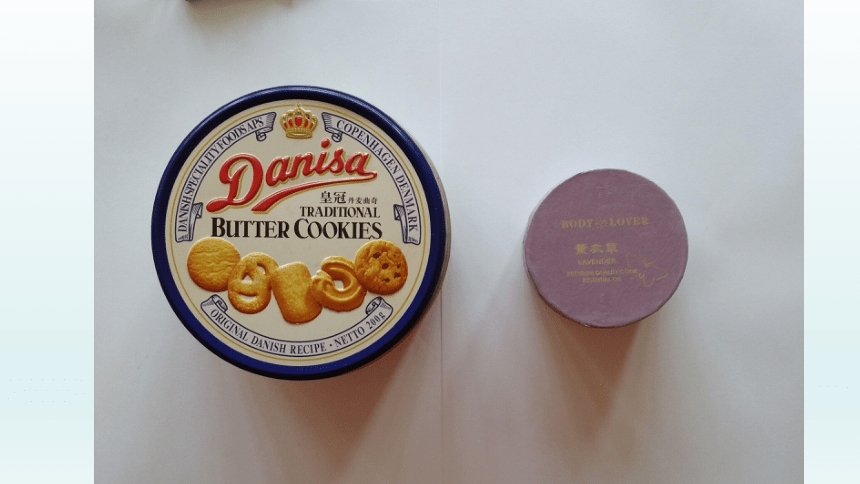 DANISH SPECIALITY FOODS APS
COPENHAGEN DENMARK
Danisa
皇冠 丹麦曲奇
TRADITIONAL
BUTTER COOKIES
ORIGINAL DANISH RECIPE • NETTO 200g
BODY LOVER
薰衣草
LAVENDER